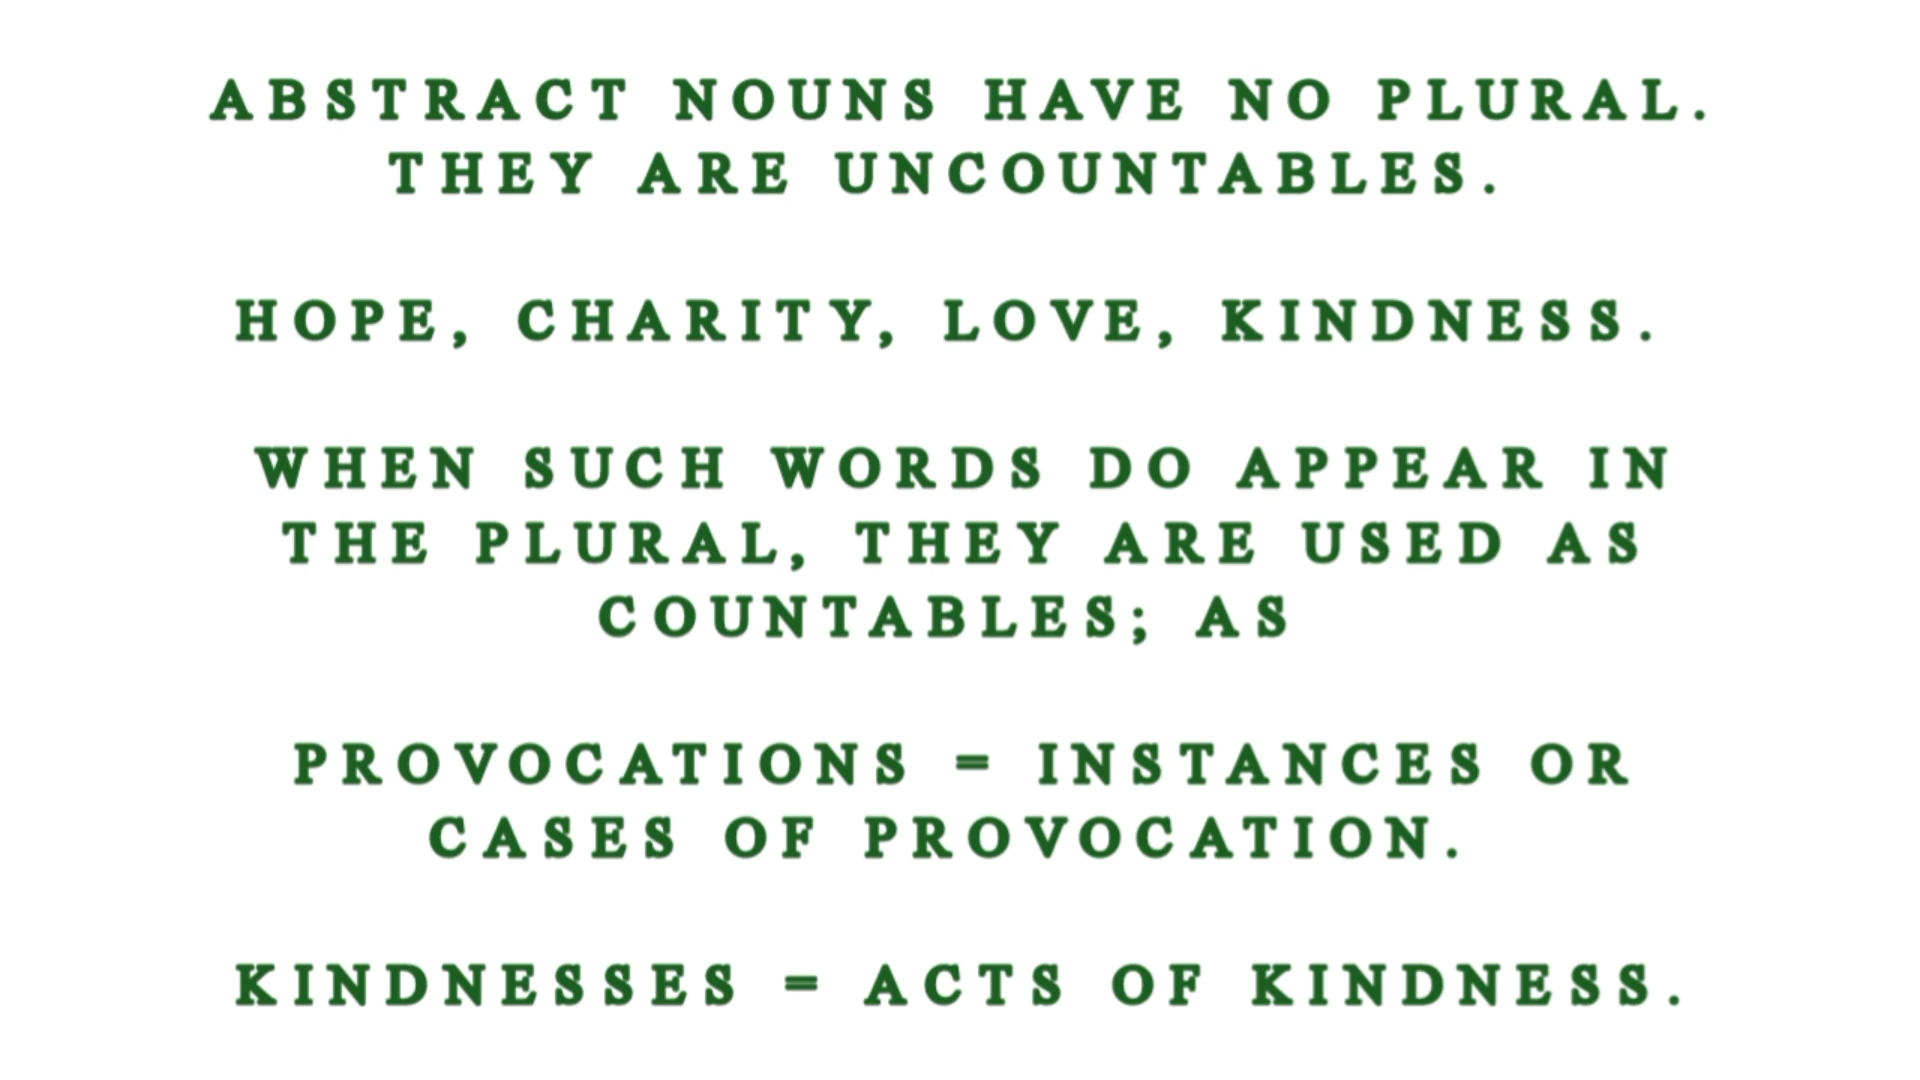 ABSTRACT NOUNS HAVE NO PLURAL.
THEY ARE UNCOUNTABLES.
HOPE, CHARITY, LOVE, KINDNESS.
WHEN SUCH WORDS DO APPEAR IN
THE PLURAL, THEY ARE USED AS
COUNTABLES; AS
PROVOCATIONS = INSTANCES OR
CASES OF PROVOCATION.
KINDNESSES = ACTS OF KINDNESS.